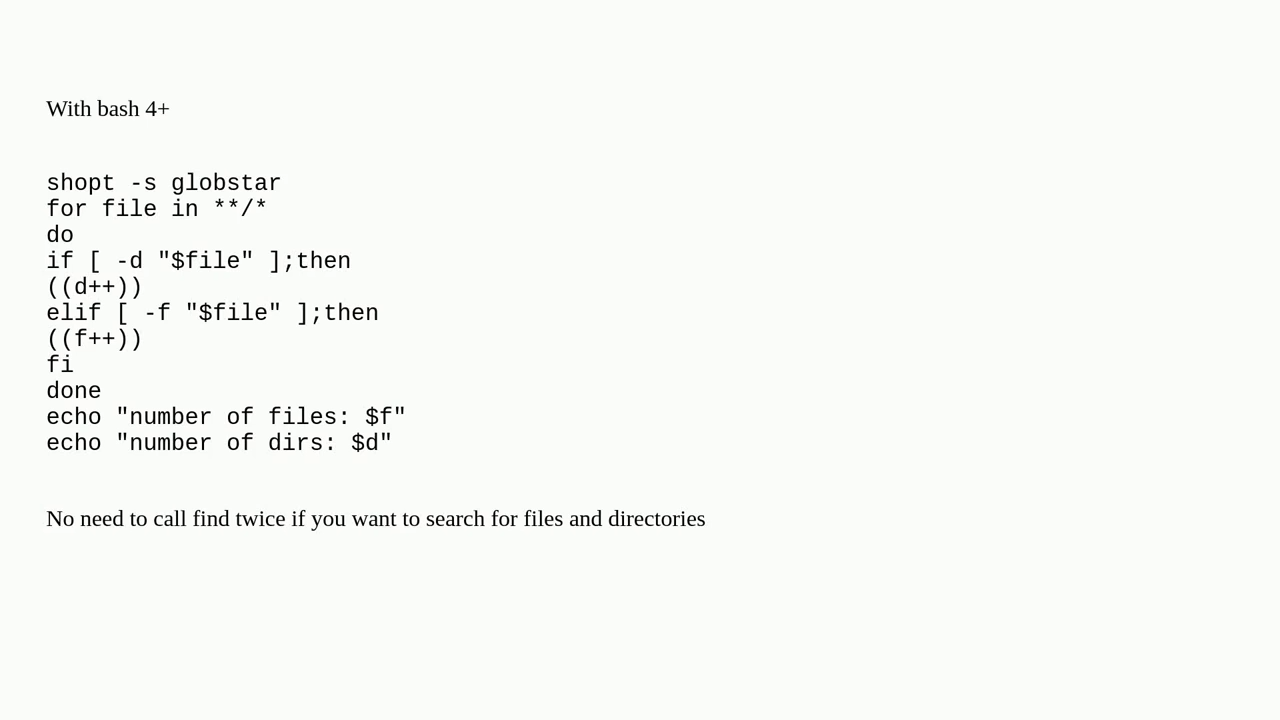 With bash 4+
shopt -s globstar
for file in **/*
do
if [ -d "$file" ];then
((d++))
elif [ -f "$file" ];then
((f++))
fi
done
echo "number of files: $f"
echo "number of dirs: $d"
No need to call find twice if you want to search for files and directories